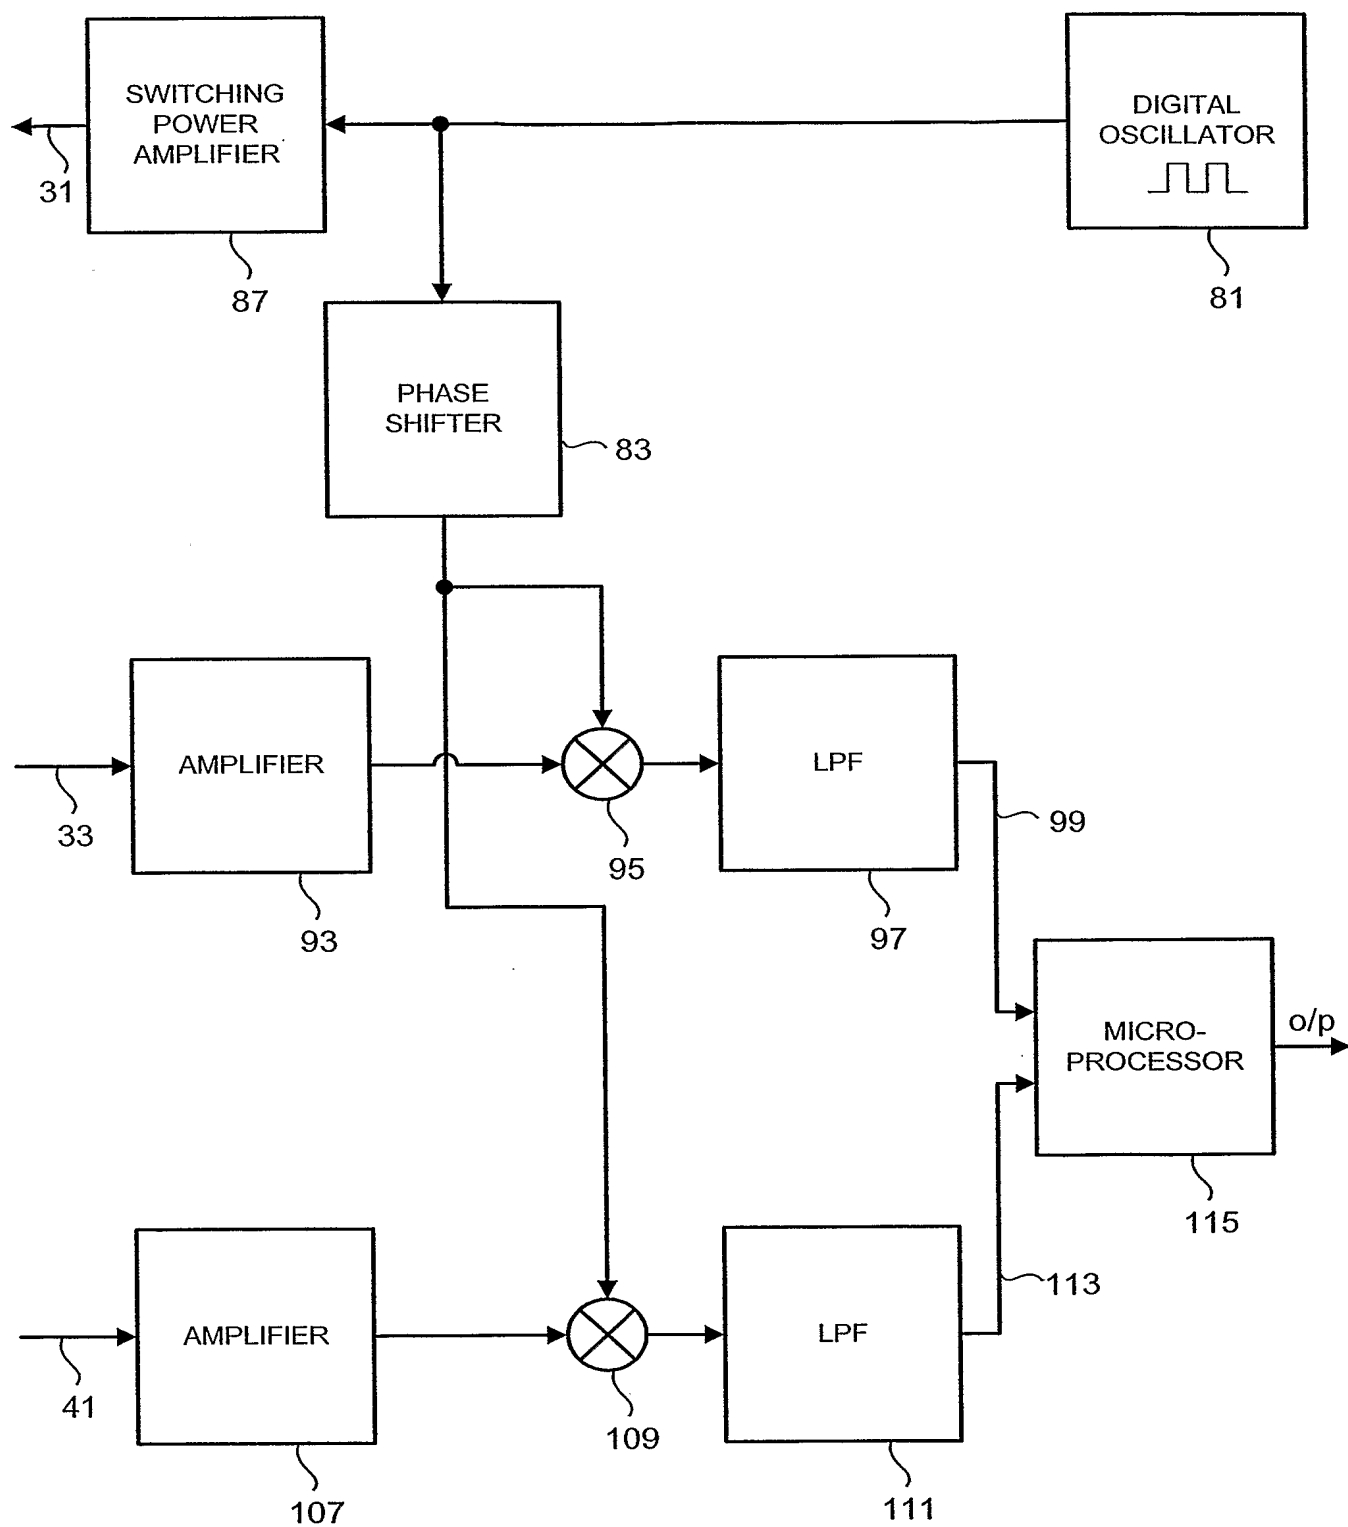 SWITCHING
POWER
AMPLIFIER
DIGITAL
OSCILLATOR
31
87
81
PHASE
SHIFTER
83
AMPLIFIER
LPF
33
99
95
93
97
MICRO-
PROCESSOR
o/p
115
113
AMPLIFIER
LPF
41
109
107
111